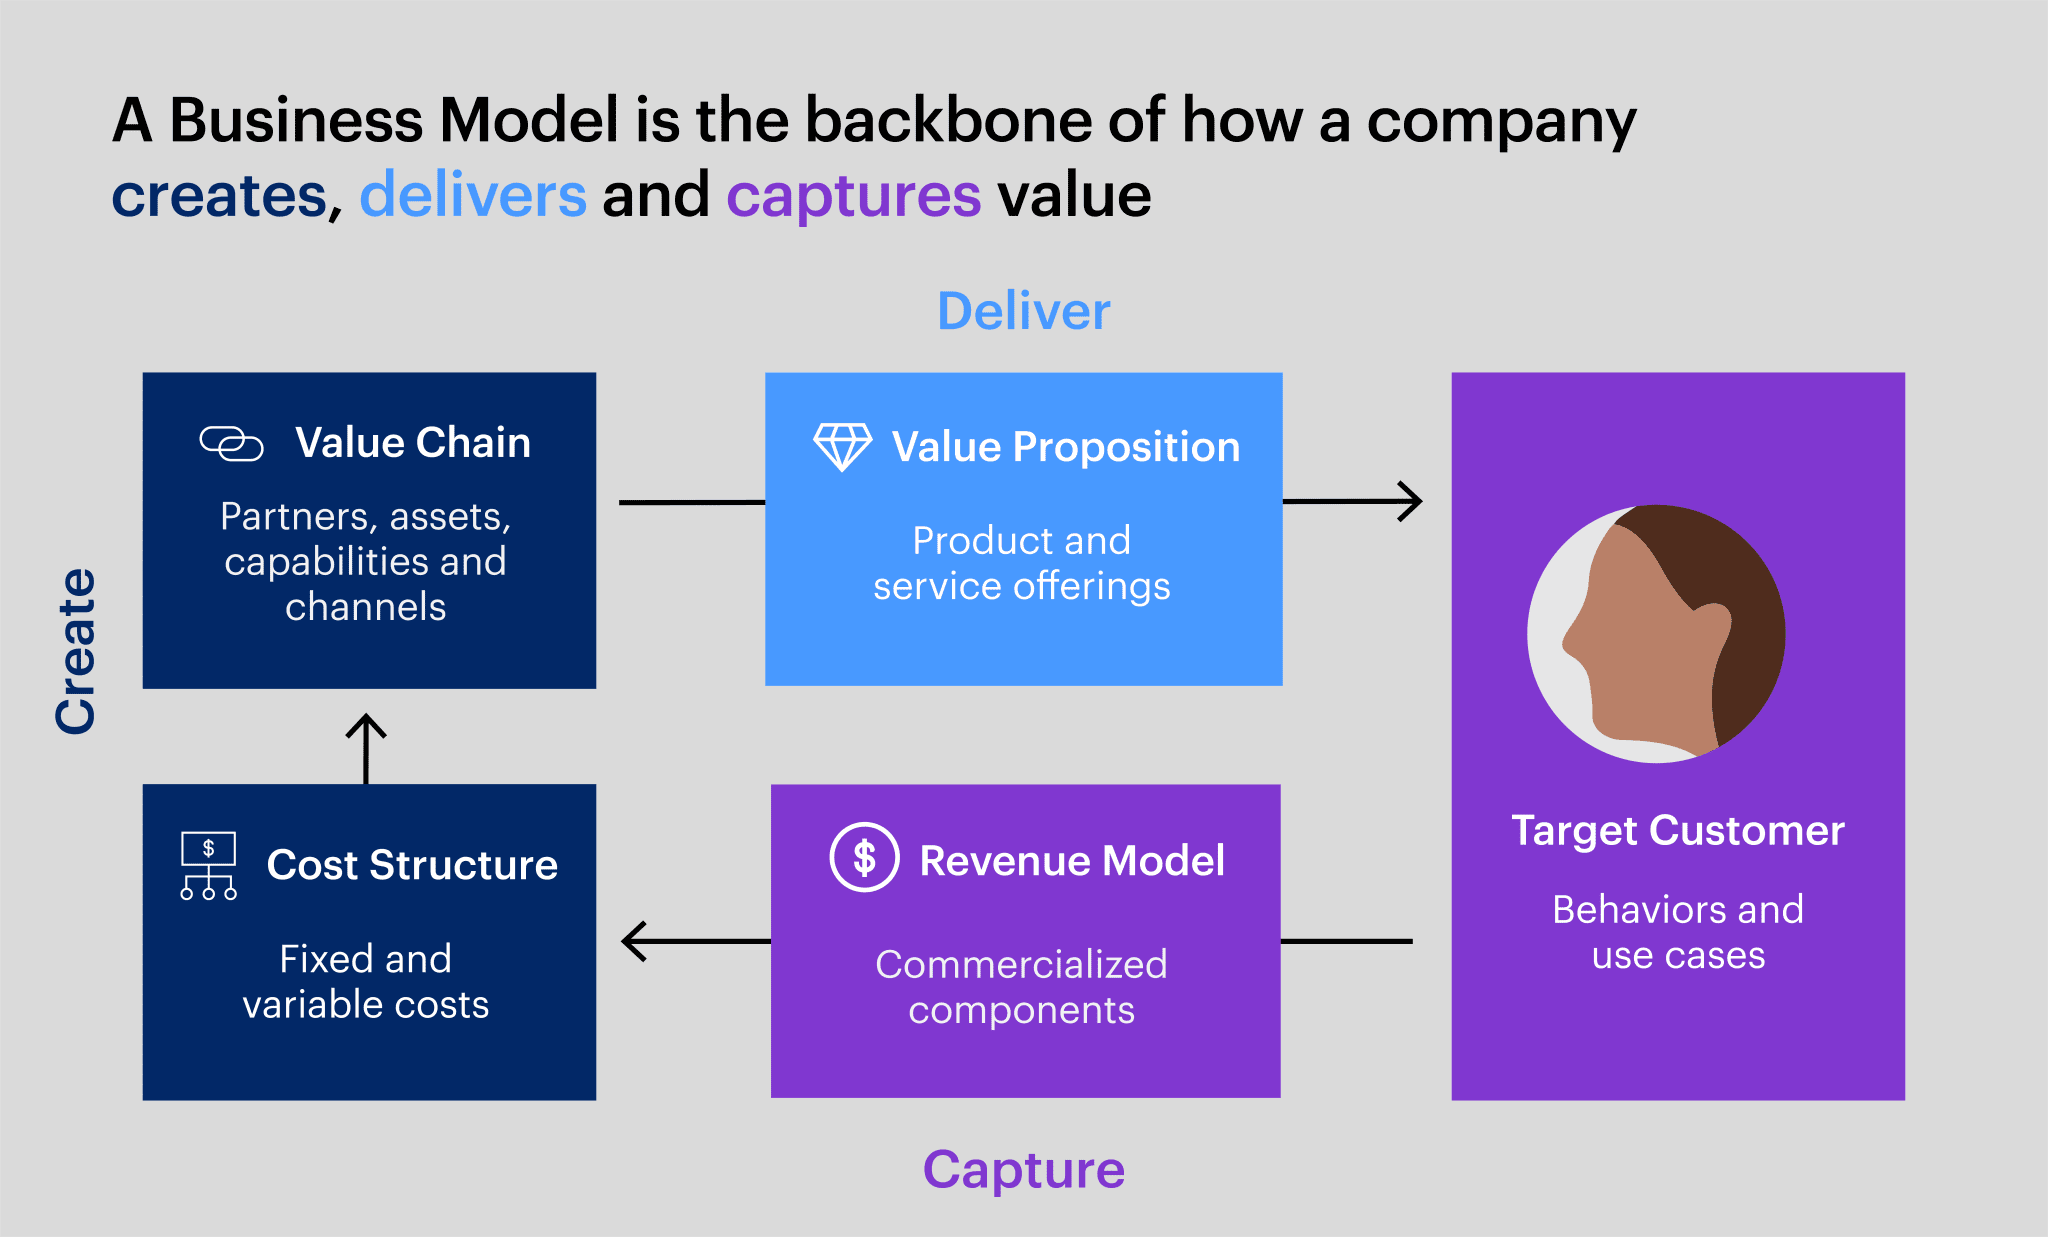 A Business Model is the backbone of how a company
creates, delivers and captures value
Deliver
Create
Value Chain
Partners, assets,
capabilities and
channels
Value Proposition
Product and
service offerings
Target Customer
Behaviors and
use cases
$
Cost Structure
Fixed and
variable costs
$
Revenue Model
Commercialized
components
Capture